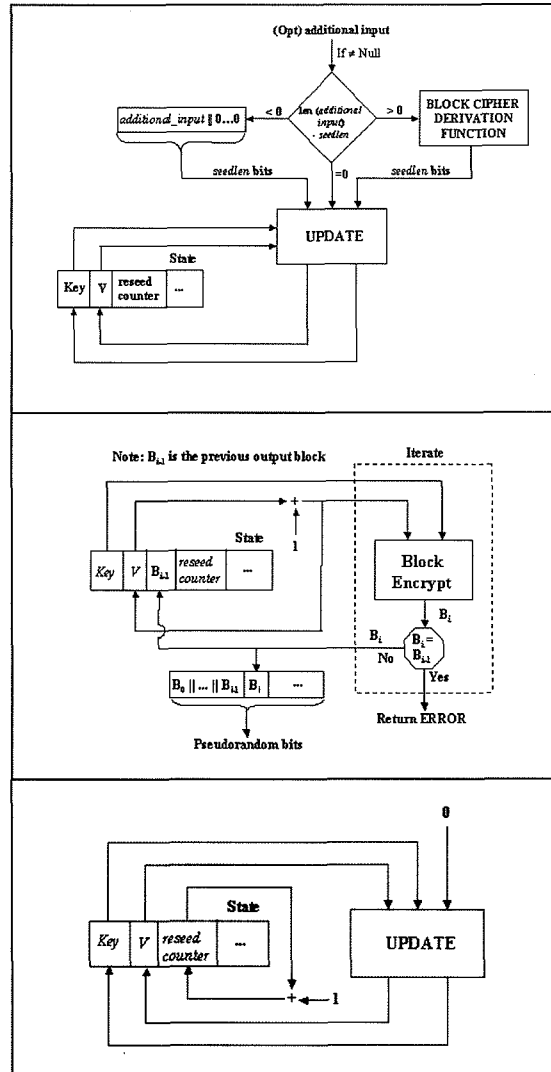 (Opt) additional input
If ≠ Null
< 0
len (additional
input)
- seedlen
> 0
additional_input || 0...0
BLOCK CIPHER
DERIVATION
FUNCTION
=0
seedlen bits
seedlen bits
UPDATE
State
Key V reseed
counter ...
Note: Bi-1 is the previous output block
Iterate
+
1
State
Key V Bi-1 reseed
counter ...
Block
Encrypt
Bi
Bi
Bi =
Bi-1
No
Yes
B0 || ... || Bi-1 Bi ...
Return ERROR
Pseudorandom bits
0
State
Key V reseed
counter ...
UPDATE
+ 1